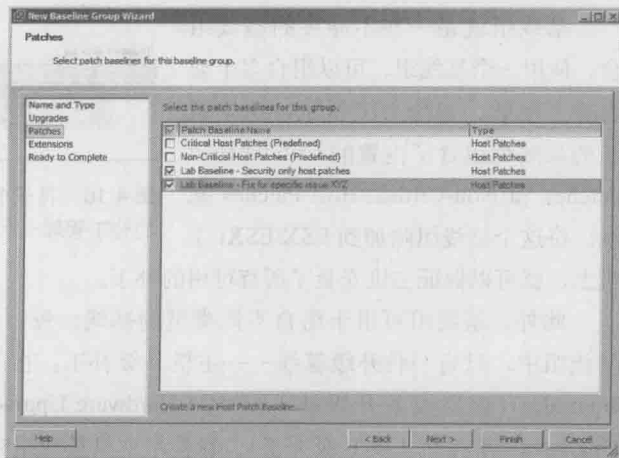 New Baseline Group Wizard
Patches
Select patch baselines for this baseline group.
Name and Type
Upgrades
Patches
Extensions
Ready to Complete
Select the patch baselines for this group.
Patch Baseline Name Type
Critical Host Patches (Predefined) Host Patches
Non-Critical Host Patches (Predefined) Host Patches
Lab Baseline - Security only host patches Host Patches
Lab Baseline - Fix for specific issue XYZ Host Patches
Create a new Host Patch Baseline...
Help
< Back
Next >
Finish
Cancel